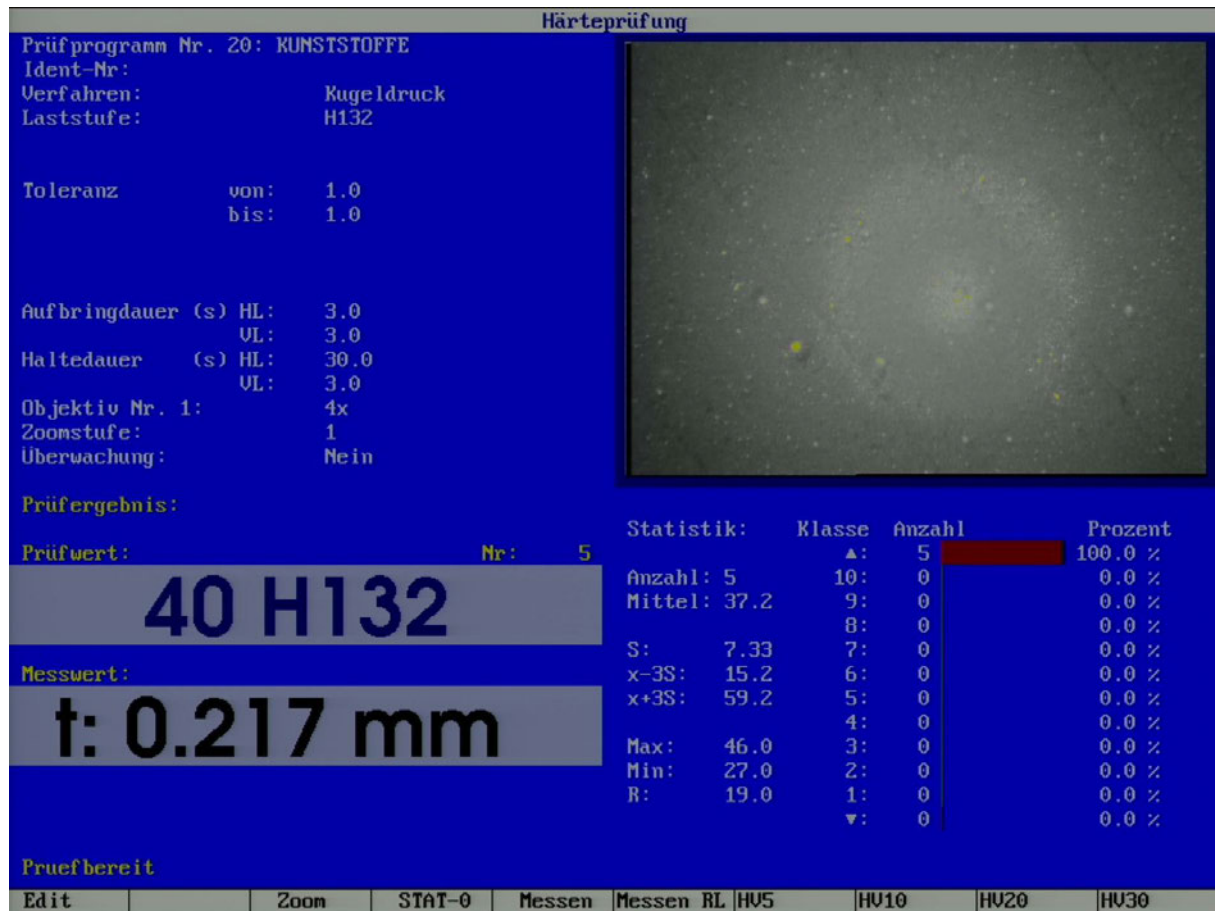 Härteprüfung
Prüfprogramm Nr. 20: KUNSTSTOFFE
Ident-Nr:
Verfahren: Kugeldruck
Laststufe: H132
Toleranz von: 1.0
bis: 1.0
Aufbringdauer (s) HL: 3.0
VL: 3.0
Haltedauer (s) HL: 30.0
VL: 3.0
Objektiv Nr. 1: 4x
Zoomstufe: 1
Überwachung: Nein
Prüfergebnis:
Prüfwert: Nr: 5
40 H132
Messwert:
t: 0.217 mm
Statistik: Klasse Anzahl Prozent
▲: 5 100.0 %
Anzahl: 5 10: 0 0.0 %
Mittel: 37.2 9: 0 0.0 %
8: 0 0.0 %
S: 7.33 7: 0 0.0 %
x-3S: 15.2 6: 0 0.0 %
x+3S: 59.2 5: 0 0.0 %
4: 0 0.0 %
Max: 46.0 3: 0 0.0 %
Min: 27.0 2: 0 0.0 %
R: 19.0 1: 0 0.0 %
▼: 0 0.0 %
Pruefbereit
Edit Zoom STAT-0 Messen Messen RL HV5 HV10 HV20 HV30